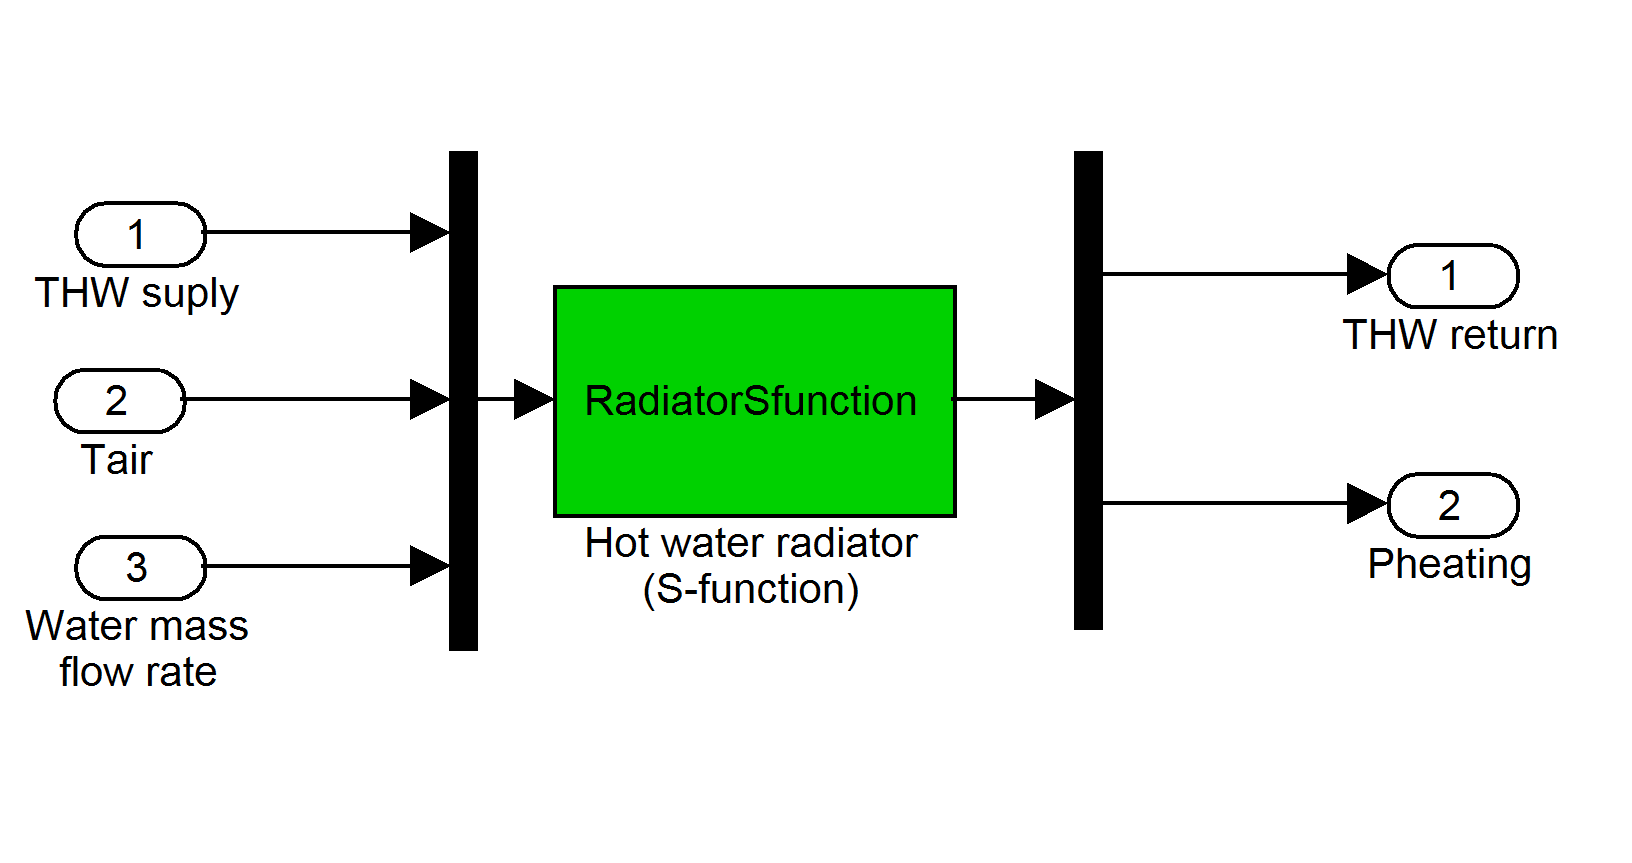 1
THW suply
2
Tair
3
Water mass
flow rate
RadiatorSfunction
Hot water radiator
(S-function)
1
THW return
2
Pheating